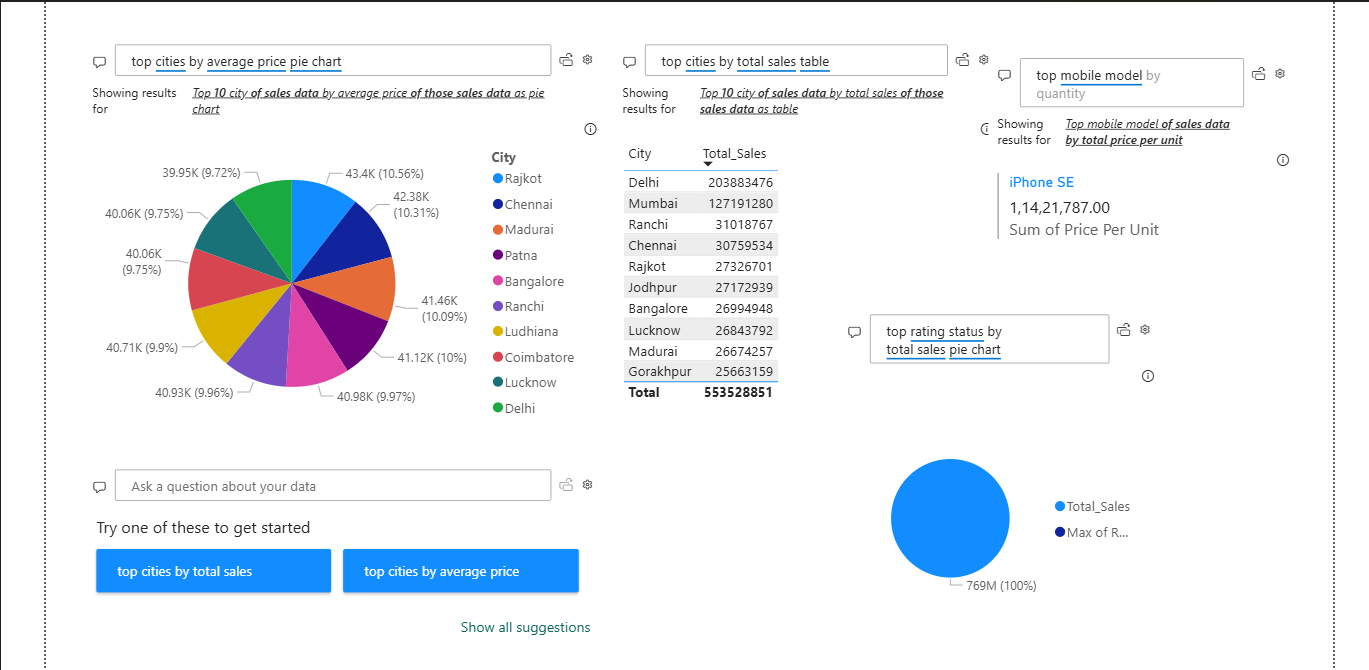 top cities by average price pie chart
Showing results for
Top 10 city of sales data by average price of those sales data as pie
chart
City
Rajkot
Chennai
Madurai
Patna
Bangalore
Ranchi
Ludhiana
Coimbatore
Lucknow
Delhi
43.4K (10.56%)
42.38K
(10.31%)
41.46K
(10.09%)
41.12K (10%)
40.98K (9.97%)
40.93K (9.96%)
40.71K (9.9%)
40.06K
(9.75%)
40.06K (9.75%)
39.95K (9.72%)
top cities by total sales table
Showing
results for
Top 10 city of sales data by total sales of those
sales data as table
City Total_Sales
Delhi 203883476
Mumbai 127191280
Ranchi 31018767
Chennai 30759534
Rajkot 27326701
Jodhpur 27172939
Bangalore 26994948
Lucknow 26843792
Madurai 26674257
Gorakhpur 25663159
Total 553528851
top mobile model by
quantity
Showing
results for
Top mobile model of sales data
by total price per unit
iPhone SE
1,14,21,787.00
Sum of Price Per Unit
top rating status by
total sales pie chart
Total_Sales
Max of R...
769M (100%)
Ask a question about your data
Try one of these to get started
top cities by total sales
top cities by average price
Show all suggestions